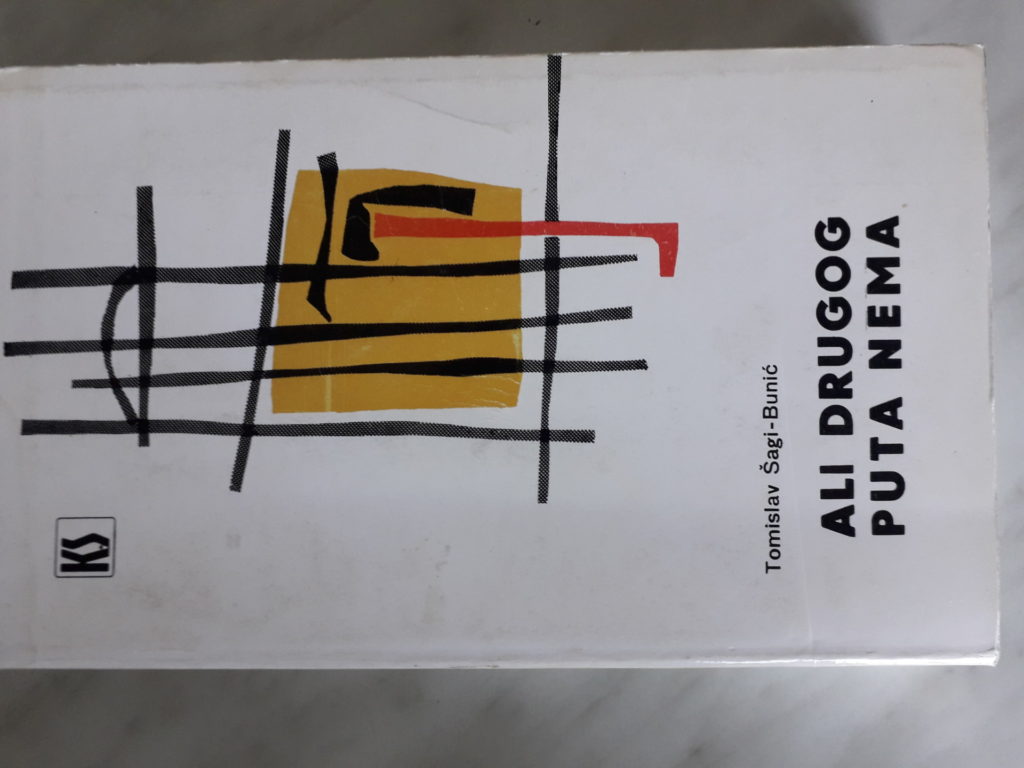 Tomislav Šagi-Bunić
ALI DRUGOG
PUTA NEMA
KS